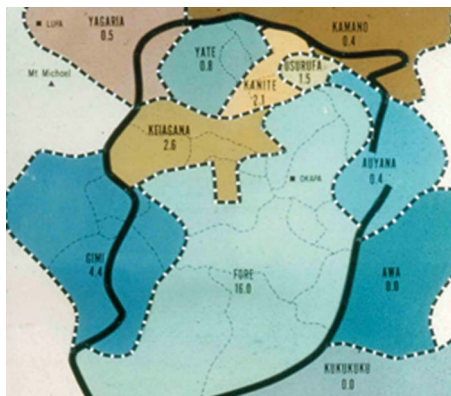 LUFA
YAGARIA
0.5
KAMANO
0.4
Mt Michael
YATE
0.8
USURUFA
1.5
KANITE
2.1
KEIAGANA
2.6
AUYANA
0.4
OKAPA
GIMI
4.4
FORE
16.0
AWA
0.0
KUKUKUKU
0.0